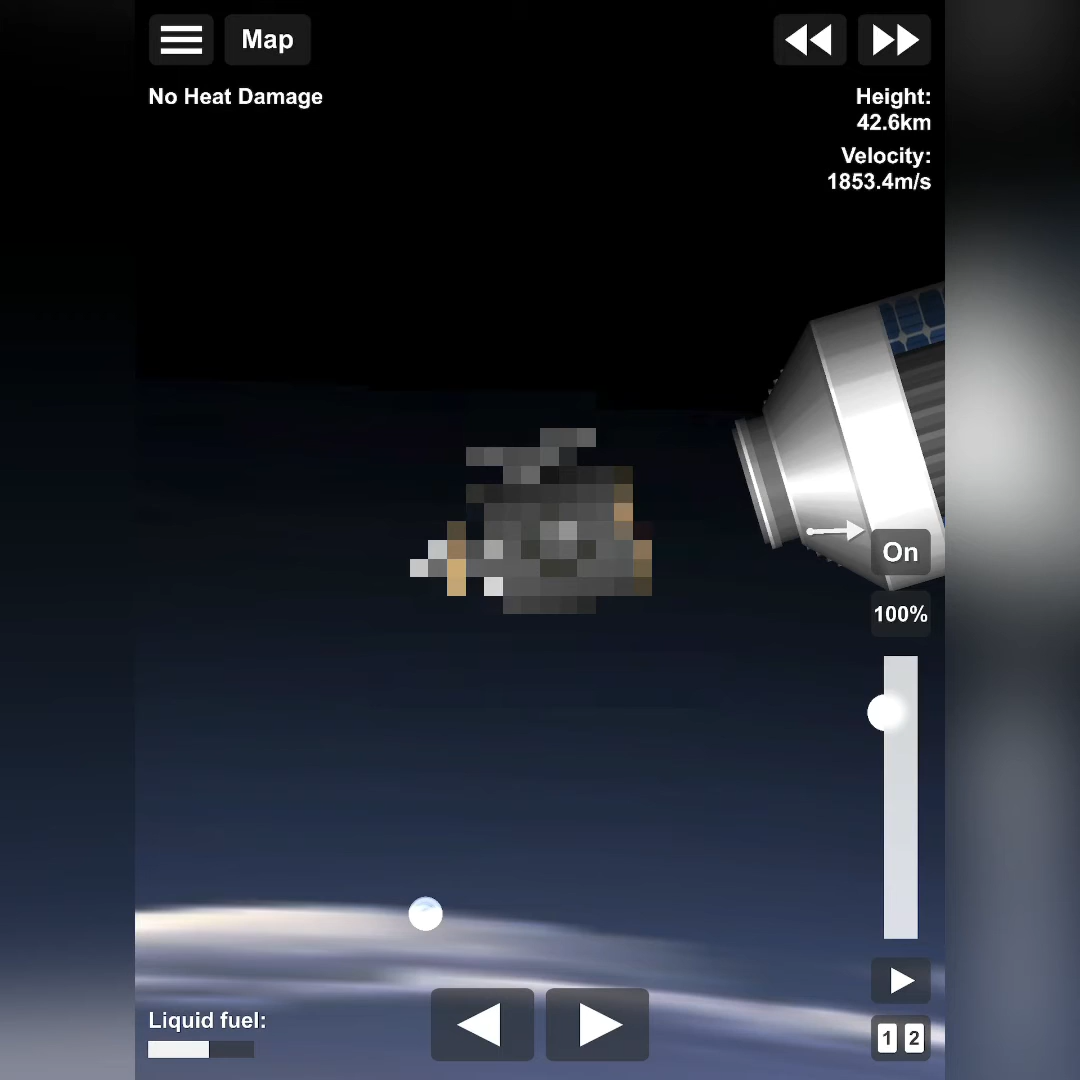 Map
No Heat Damage
Height:
42.6km
Velocity:
1853.4m/s
On
100%
Liquid fuel:
1 2